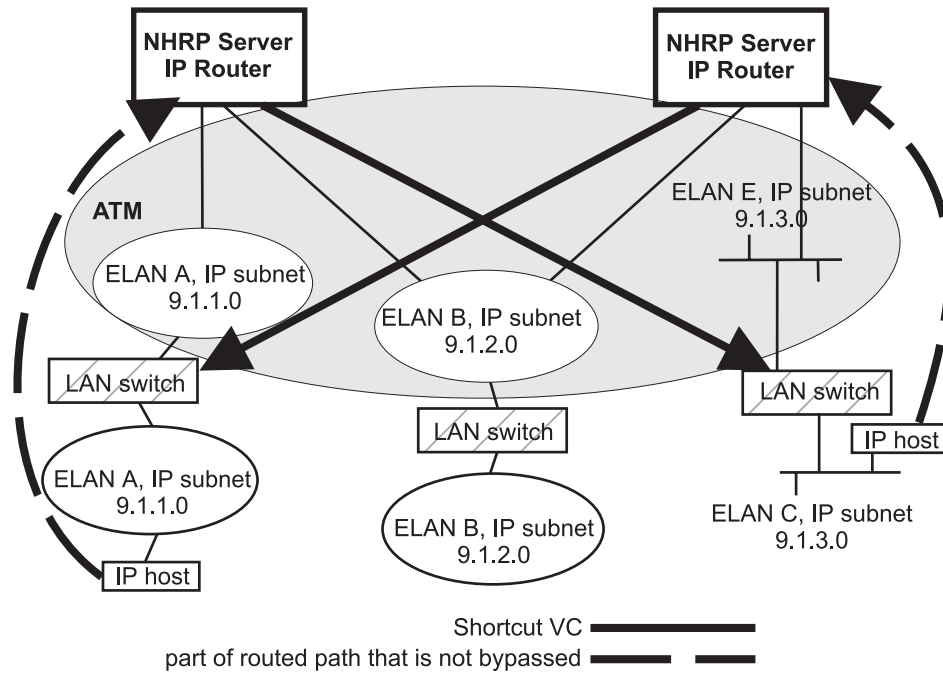 NHRP Server
IP Router
NHRP Server
IP Router
ATM
ELAN E, IP subnet
9.1.3.0
ELAN A, IP subnet
9.1.1.0
ELAN B, IP subnet
9.1.2.0
LAN switch
LAN switch
LAN switch
IP host
ELAN A, IP subnet
9.1.1.0
ELAN B, IP subnet
9.1.2.0
ELAN C, IP subnet
9.1.3.0
IP host
Shortcut VC
part of routed path that is not bypassed